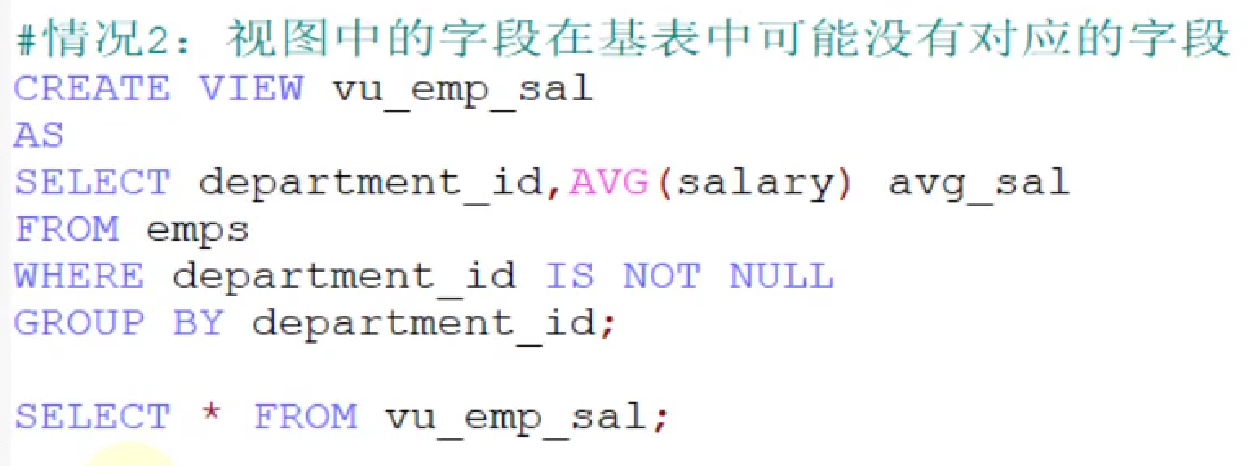 #情况2：视图中的字段在基表中可能没有对应的字段
CREATE VIEW vu_emp_sal
AS
SELECT department_id,AVG(salary) avg_sal
FROM emps
WHERE department_id IS NOT NULL
GROUP BY department_id;
SELECT * FROM vu_emp_sal;